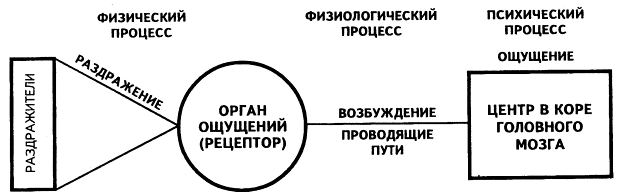 ФИЗИЧЕСКИЙ
ПРОЦЕСС
ФИЗИОЛОГИЧЕСКИЙ
ПРОЦЕСС
ПСИХИЧЕСКИЙ
ПРОЦЕСС
ОЩУЩЕНИЕ
РАЗДРАЖИТЕЛИ
РАЗДРАЖЕНИЕ
ОРГАН
ОЩУЩЕНИЙ
(РЕЦЕПТОР)
ВОЗБУЖДЕНИЕ
ПРОВОДЯЩИЕ
ПУТИ
ЦЕНТР В КОРЕ
ГОЛОВНОГО
МОЗГА